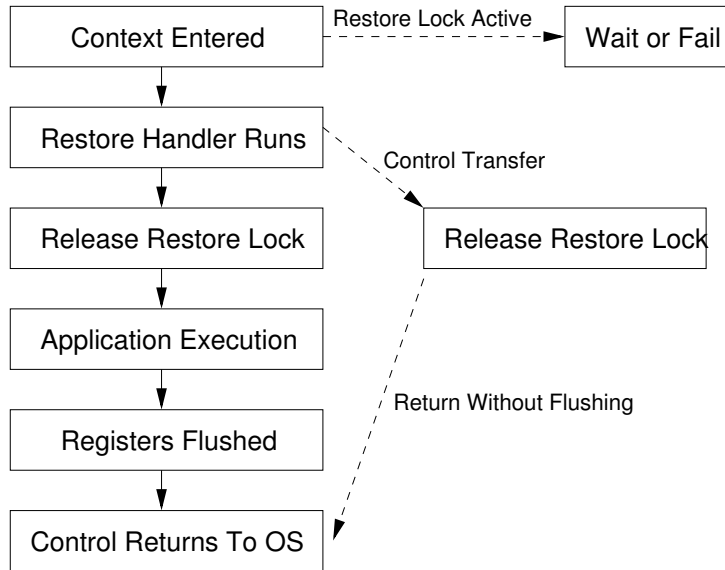 Context Entered
Restore Lock Active
Wait or Fail
Restore Handler Runs
Control Transfer
Release Restore Lock
Release Restore Lock
Application Execution
Return Without Flushing
Registers Flushed
Control Returns To OS